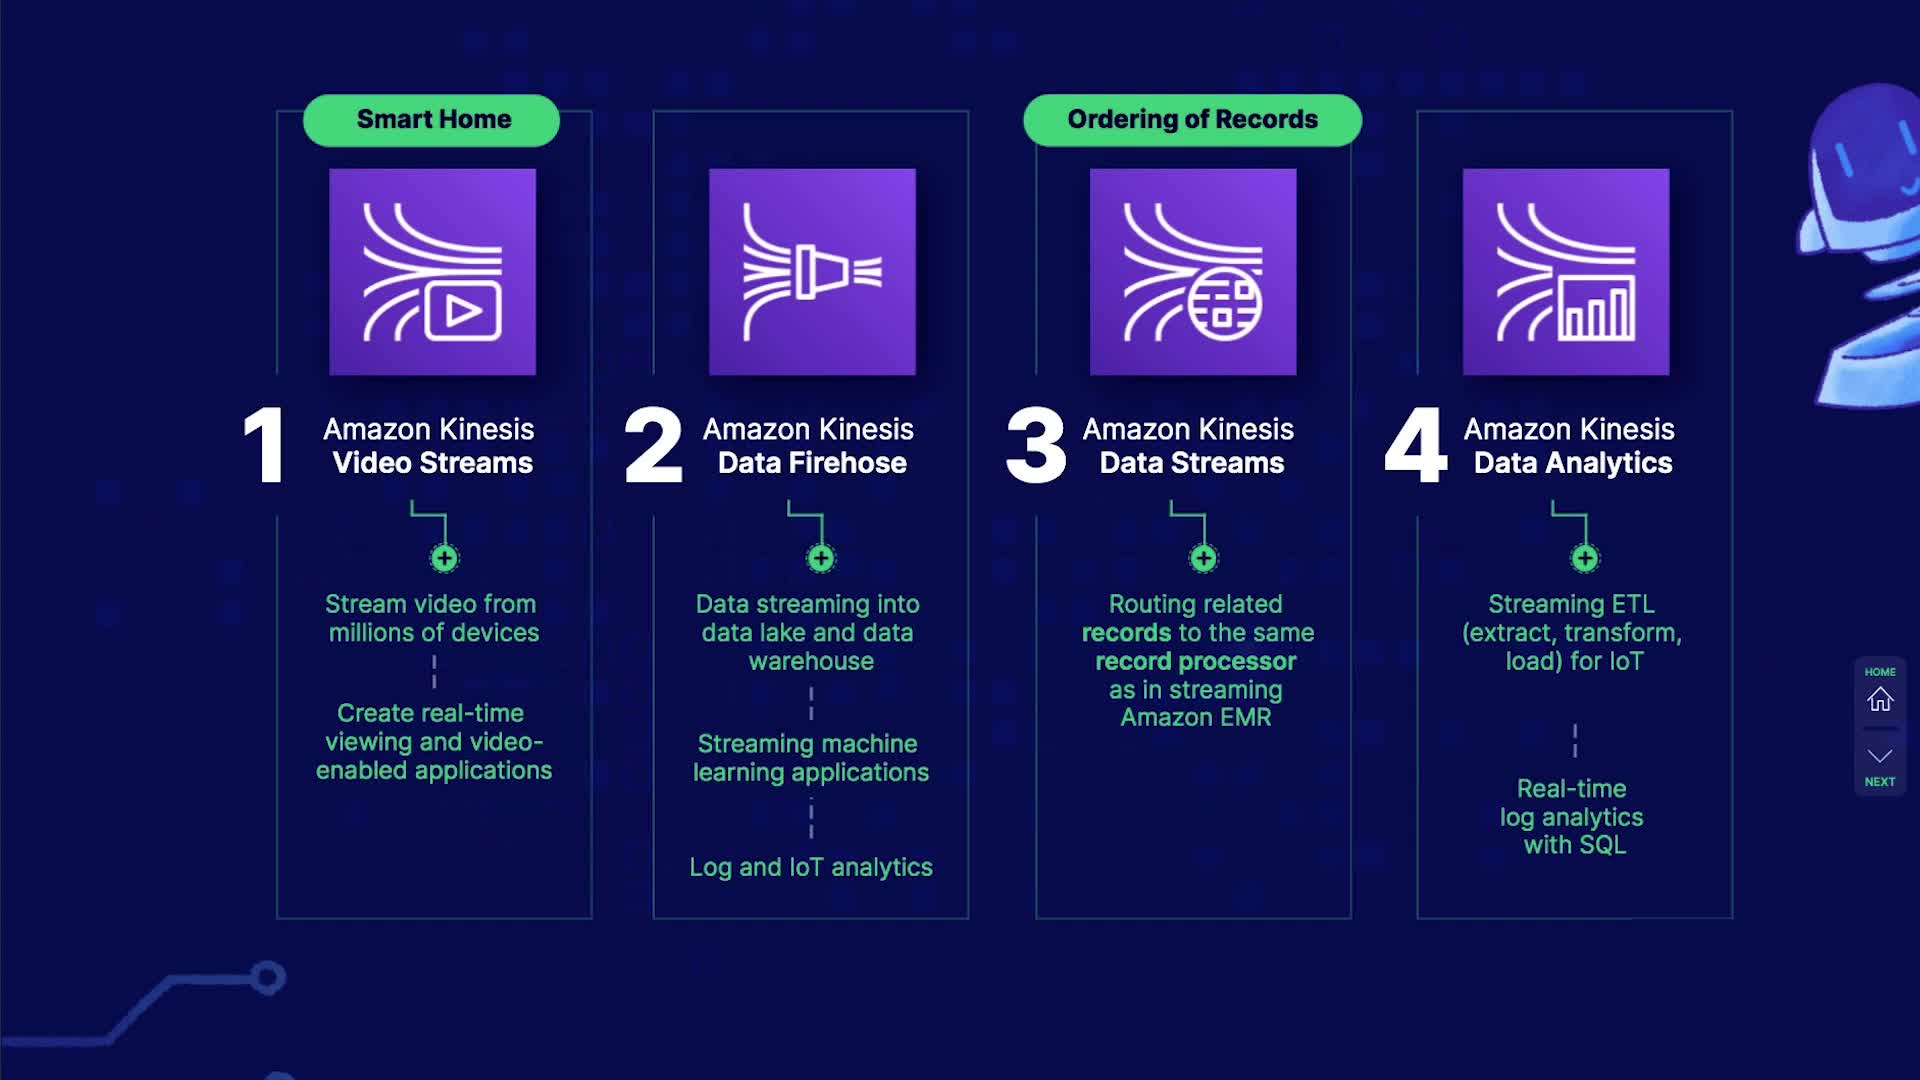 Smart Home
1
Amazon Kinesis
Video Streams
Stream video from
millions of devices
Create real-time
viewing and video-
enabled applications
2
Amazon Kinesis
Data Firehose
Data streaming into
data lake and data
warehouse
Streaming machine
learning applications
Log and IoT analytics
Ordering of Records
3
Amazon Kinesis
Data Streams
Routing related
records to the same
record processor
as in streaming
Amazon EMR
4
Amazon Kinesis
Data Analytics
Streaming ETL
(extract, transform,
load) for IoT
Real-time
log analytics
with SQL
HOME
NEXT